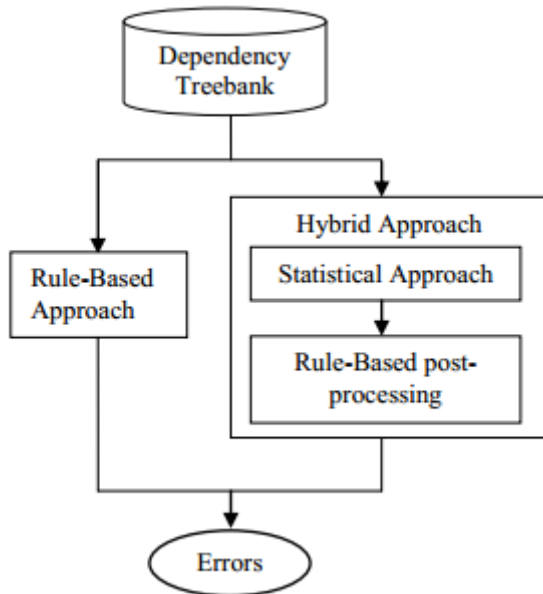 Dependency
Treebank
Hybrid Approach
Statistical Approach
Rule-Based
Approach
Rule-Based post-
processing
Errors